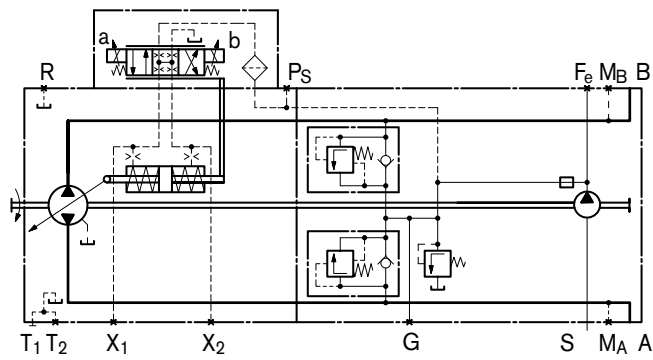 a b
R P_S F_e M_B B
T_1 T_2 X_1 X_2 G S M_A A